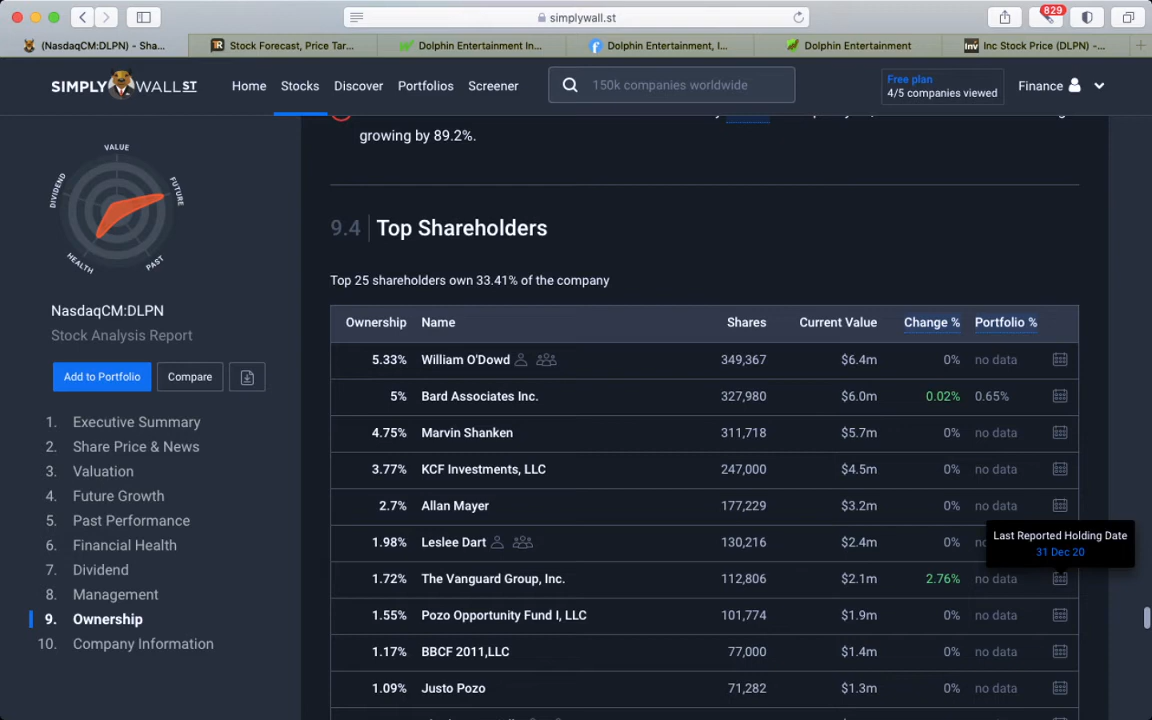 simplywall.st
829
(NasdaqCM:DLPN) - Sha...
Stock Forecast, Price Tar...
Dolphin Entertainment In...
Dolphin Entertainment, I...
Dolphin Entertainment
Inc Stock Price (DLPN) -...
SIMPLY WALL ST
Home
Stocks
Discover
Portfolios
Screener
150k companies worldwide
Free plan
4/5 companies viewed
Finance
VALUE
FUTURE
PAST
HEALTH
DIVIDEND
NasdaqCM:DLPN
Stock Analysis Report
Add to Portfolio
Compare
1. Executive Summary
2. Share Price & News
3. Valuation
4. Future Growth
5. Past Performance
6. Financial Health
7. Dividend
8. Management
9. Ownership
10. Company Information
growing by 89.2%.
9.4 Top Shareholders
Top 25 shareholders own 33.41% of the company
Ownership Name Shares Current Value Change % Portfolio %
5.33% William O'Dowd 349,367 $6.4m 0% no data
5% Bard Associates Inc. 327,980 $6.0m 0.02% 0.65%
4.75% Marvin Shanken 311,718 $5.7m 0% no data
3.77% KCF Investments, LLC 247,000 $4.5m 0% no data
2.7% Allan Mayer 177,229 $3.2m 0% no data
1.98% Leslee Dart 130,216 $2.4m 0%
Last Reported Holding Date
31 Dec 20
1.72% The Vanguard Group, Inc. 112,806 $2.1m 2.76% no data
1.55% Pozo Opportunity Fund I, LLC 101,774 $1.9m 0% no data
1.17% BBCF 2011,LLC 77,000 $1.4m 0% no data
1.09% Justo Pozo 71,282 $1.3m 0% no data